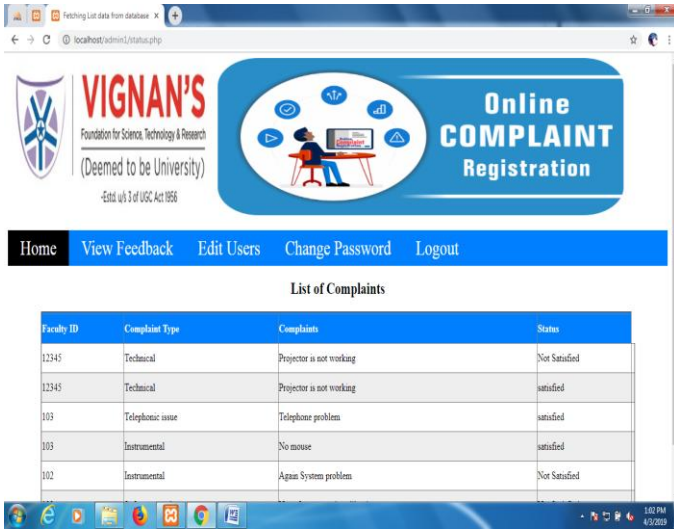 Fetching List data from database
localhost/admin1/status.php
VIGNAN'S
Foundation for Science, Technology & Research
(Deemed to be University)
-Estd. u/s 3 of UGC Act 1956
Online
COMPLAINT
Registration
Complaint
Home View Feedback Edit Users Change Password Logout
List of Complaints
Faculty ID Complaint Type Complaints Status
12345 Technical Projector is not working Not Satisfied
12345 Technical Projector is not working satisfied
103 Telephonic issue Telephone problem satisfied
103 Instrumental No mouse satisfied
102 Instrumental Again System problem Not Satisfied
1:02 PM
4/3/2019